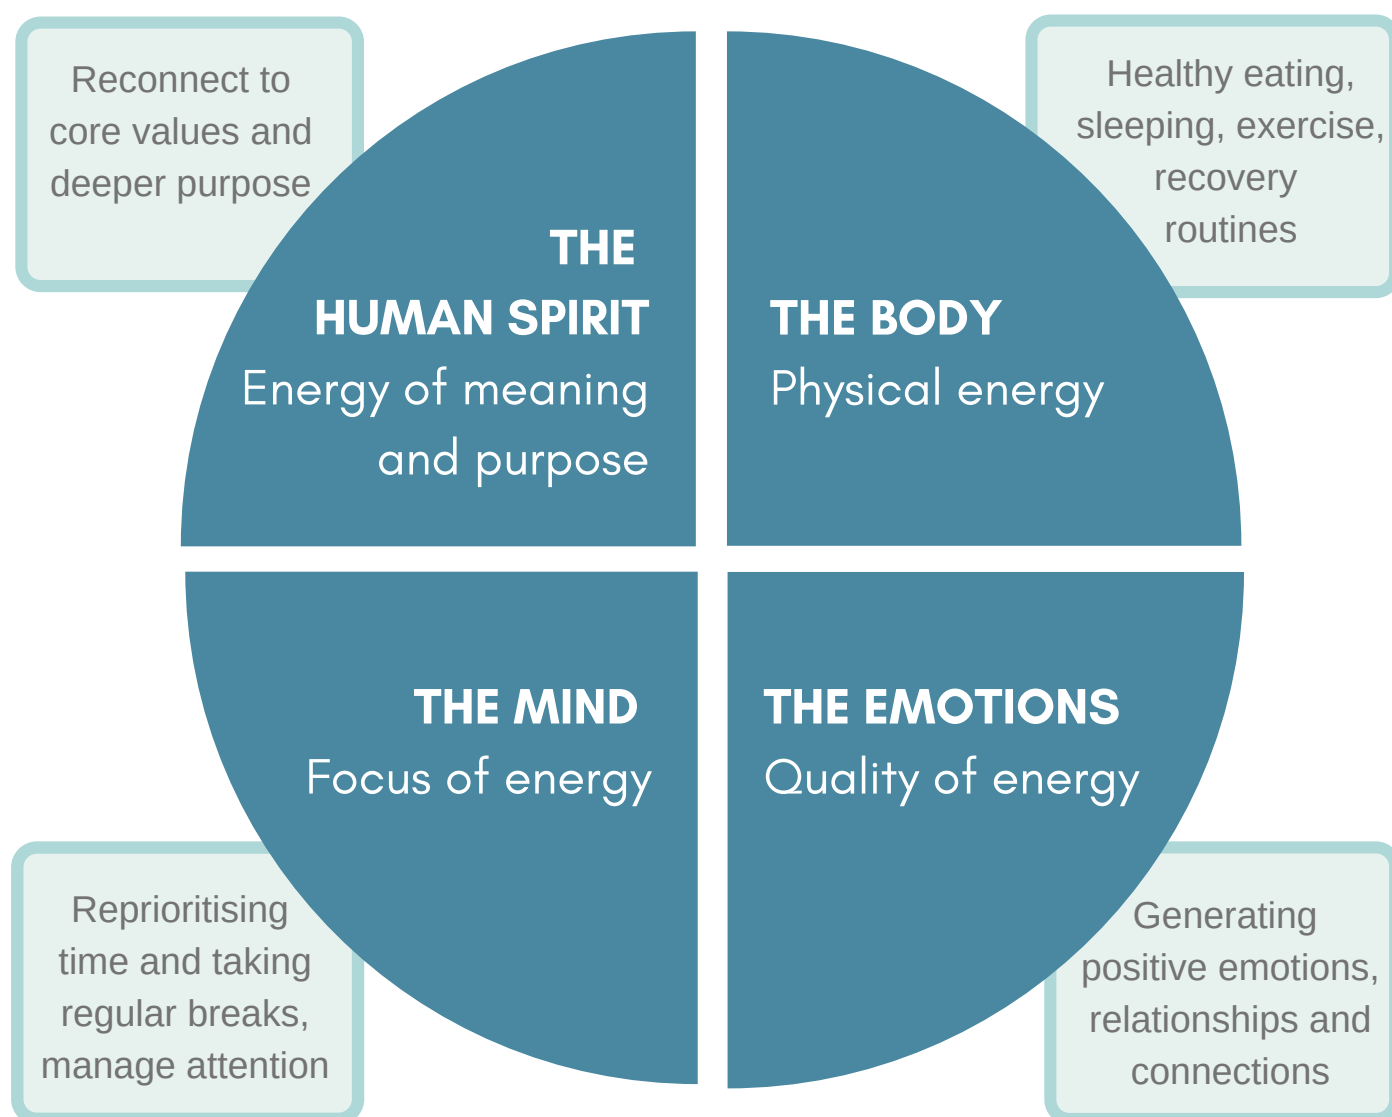 Reconnect to
core values and
deeper purpose
Healthy eating,
sleeping, exercise,
recovery
routines
THE
HUMAN SPIRIT
Energy of meaning
and purpose
THE BODY
Physical energy
THE MIND
Focus of energy
THE EMOTIONS
Quality of energy
Reprioritising
time and taking
regular breaks,
manage attention
Generating
positive emotions,
relationships and
connections